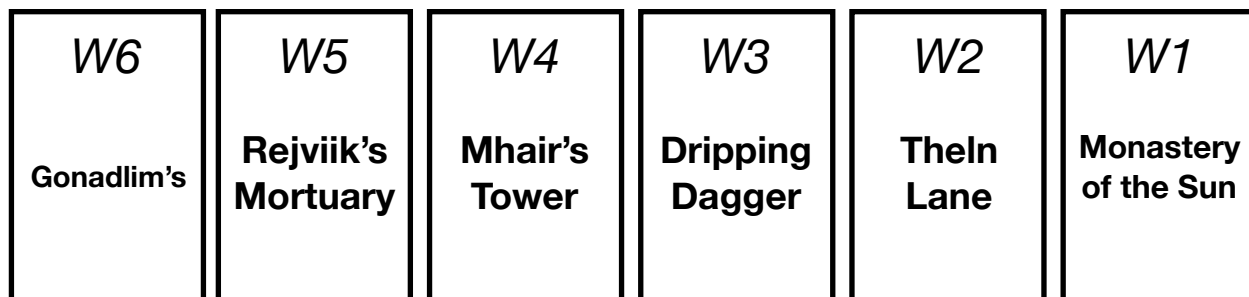 W6
Gonadlim's
W5
Rejviik's
Mortuary
W4
Mhair's
Tower
W3
Dripping
Dagger
W2
Theln
Lane
W1
Monastery
of the Sun